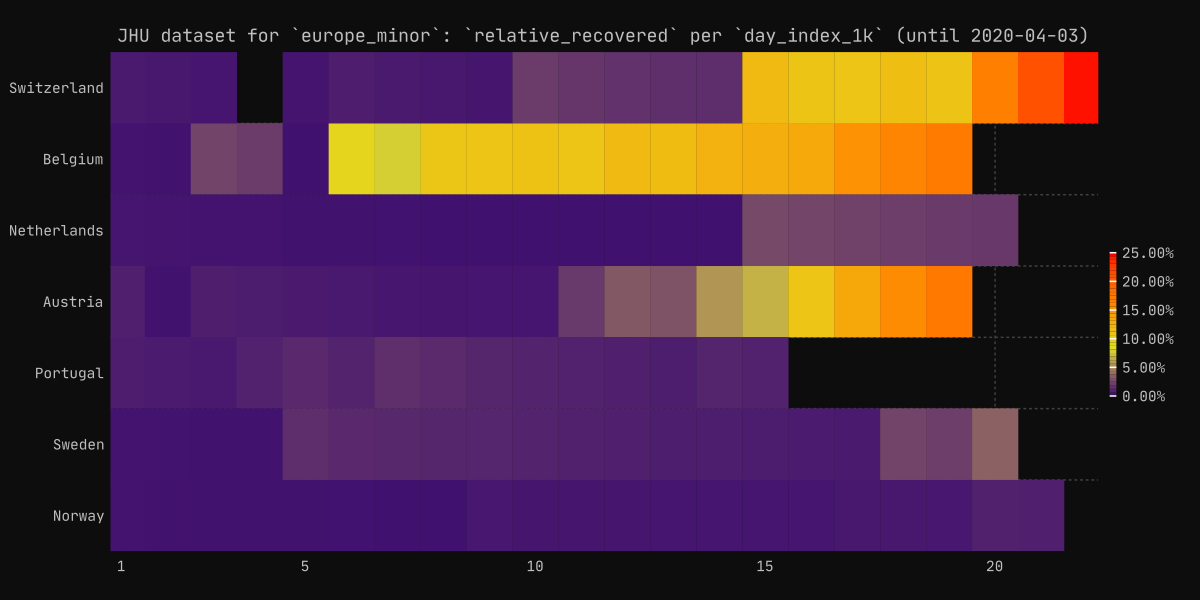 JHU dataset for `europe_minor`: `relative_recovered` per `day_index_1k` (until 2020-04-03)
Switzerland
Belgium
Netherlands
Austria
Portugal
Sweden
Norway
1 5 10 15 20
25.00%
20.00%
15.00%
10.00%
5.00%
0.00%